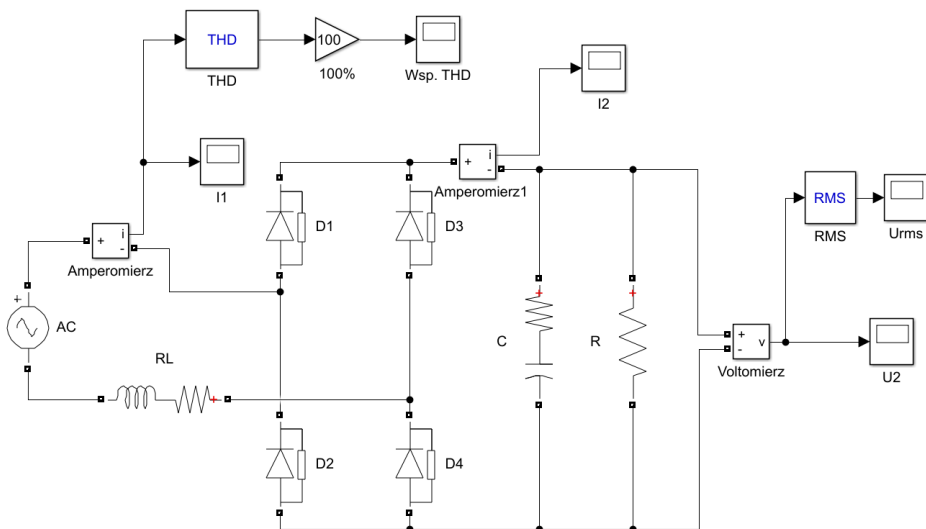 THD
THD
100
100%
Wsp. THD
I2
I1
+
i
-
Amperomierz1
+
i
-
Amperomierz
D1
D3
RMS
RMS
Urms
+
AC
RL
+
C
+
R
+
+
-
v
Voltomierz
U2
D2
D4